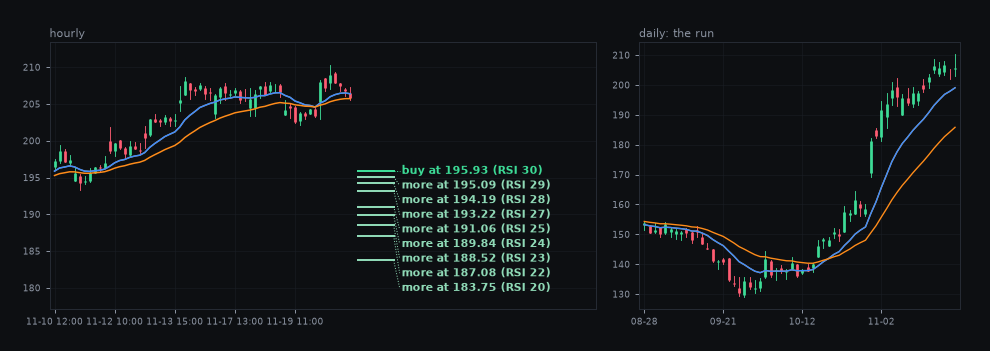 hourly
210
205
200
195
190
185
180
11-10 12:00 11-12 10:00 11-13 15:00 11-17 13:00 11-19 11:00
buy at 195.93 (RSI 30)
more at 195.09 (RSI 29)
more at 194.19 (RSI 28)
more at 193.22 (RSI 27)
more at 191.06 (RSI 25)
more at 189.84 (RSI 24)
more at 188.52 (RSI 23)
more at 187.08 (RSI 22)
more at 183.75 (RSI 20)
daily: the run
210
200
190
180
170
160
150
140
130
08-28 09-21 10-12 11-02